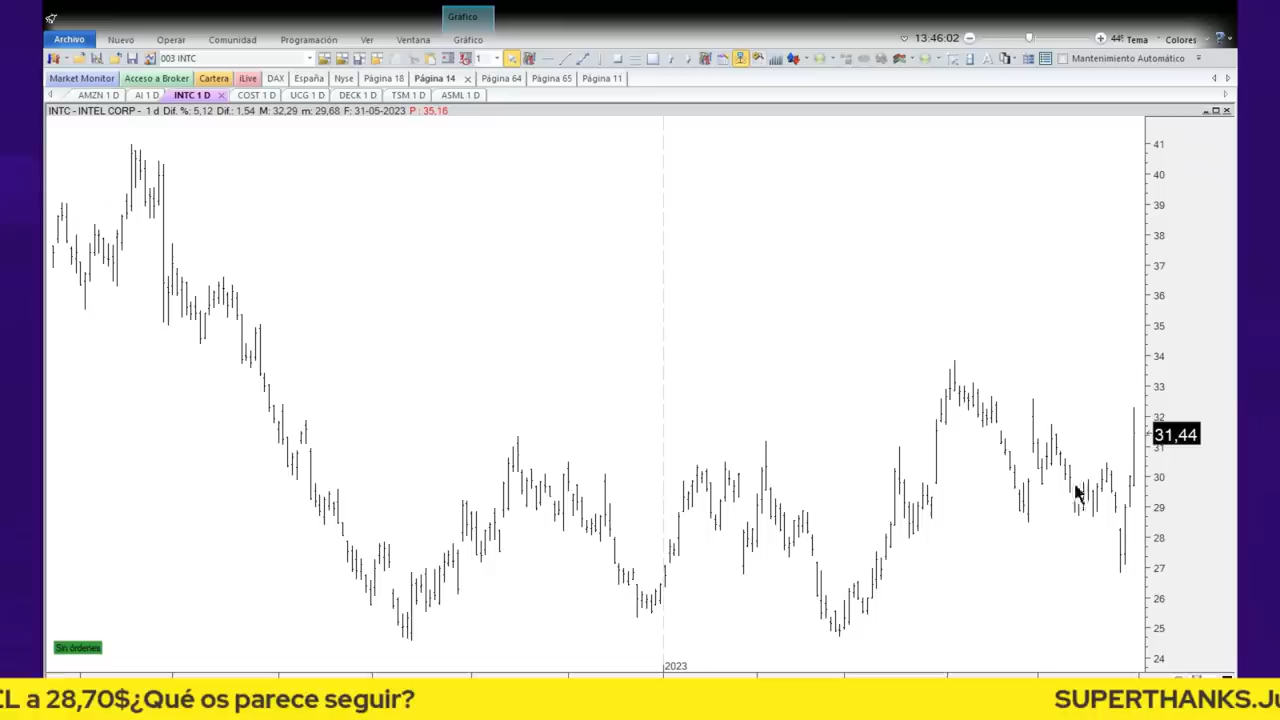 Gráfico
Archivo Nuevo Operar Comunidad Programación Ver Ventana Gráfico 13:46:02 44% Tema Colores
003 INTC 1 Mantenimiento Automático
Market Monitor Acceso a Broker Cartera iLive DAX España Nyse Página 18 Página 14 Página 64 Página 65 Página 11
AMZN 1 D AI 1 D INTC 1 D COST 1 D UCG 1 D DECK 1 D TSM 1 D ASML 1 D
INTC - INTEL CORP - 1 d Dif. %: 5,12 Dif.: 1,54 M: 32,29 m: 29,68 F: 31-05-2023 P : 35,16
41
40
39
38
37
36
35
34
33
32
31,44
31
30
29
28
27
26
25
24
Sin órdenes
2023
EL a 28,70$¿Qué os parece seguir? SUPERTHANKS.Ju